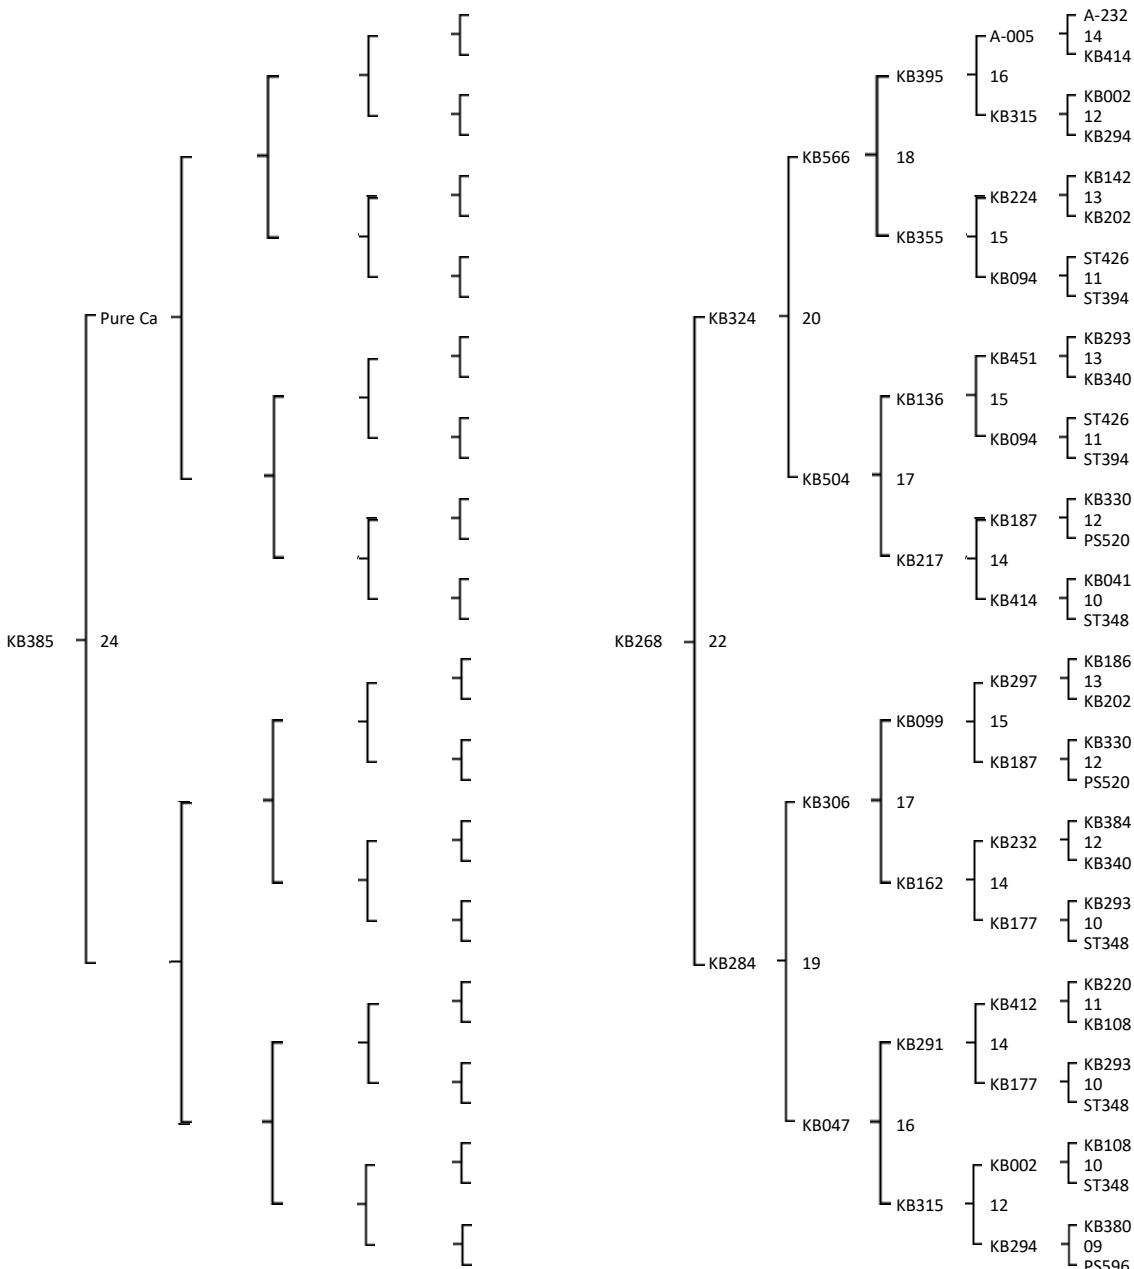 A-232
A-005 14
KB414
KB395 16
KB002
KB315 12
KB294
KB566 18
KB142
KB224 13
KB202
KB355 15
ST426
KB094 11
ST394
Pure Ca KB324 20
KB293
KB451 13
KB340
KB136 15
ST426
KB094 11
ST394
KB504 17
KB330
KB187 12
PS520
KB217 14
KB041
KB414 10
ST348
KB385 24 KB268 22
KB186
KB297 13
KB202
KB099 15
KB330
KB187 12
PS520
KB306 17
KB384
KB232 12
KB340
KB162 14
KB293
KB177 10
ST348
KB284 19
KB220
KB412 11
KB108
KB291 14
KB293
KB177 10
ST348
KB047 16
KB108
KB002 10
ST348
KB315 12
KB380
KB294 09
PS596